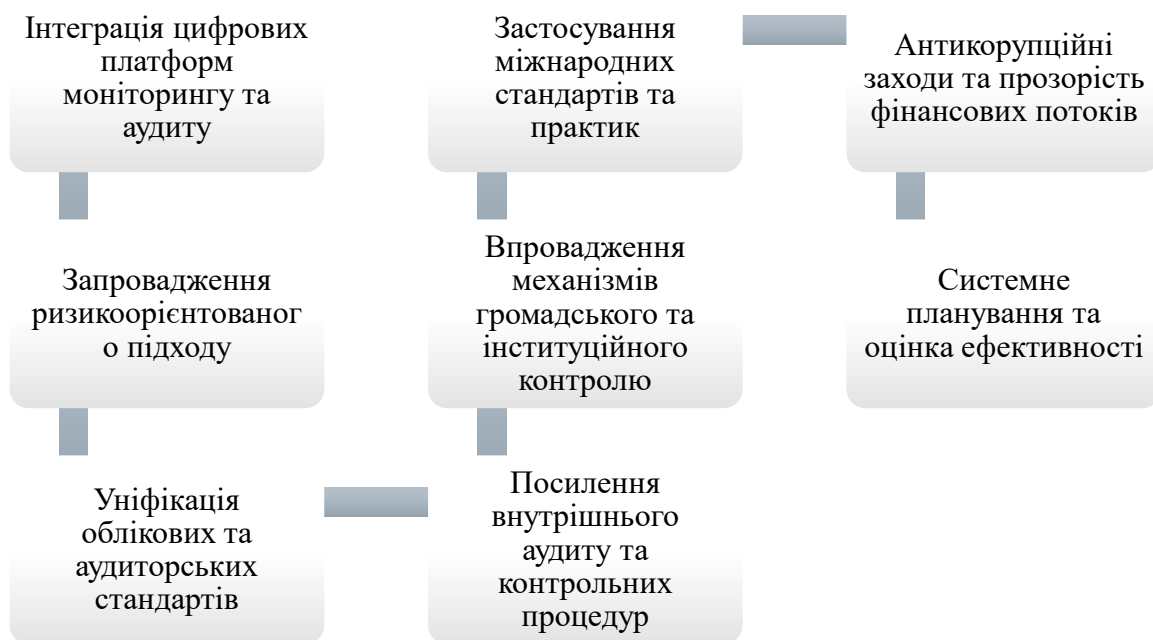 Інтеграція цифрових
платформ
моніторингу та
аудиту
Запровадження
ризикоорієнтованог
о підходу
Уніфікація
облікових та
аудиторських
стандартів
Посилення
внутрішнього
аудиту та
контрольних
процедур
Впровадження
механізмів
громадського та
інституційного
контролю
Застосування
міжнародних
стандартів та
практик
Антикорупційні
заходи та прозорість
фінансових потоків
Системне
планування та
оцінка ефективності